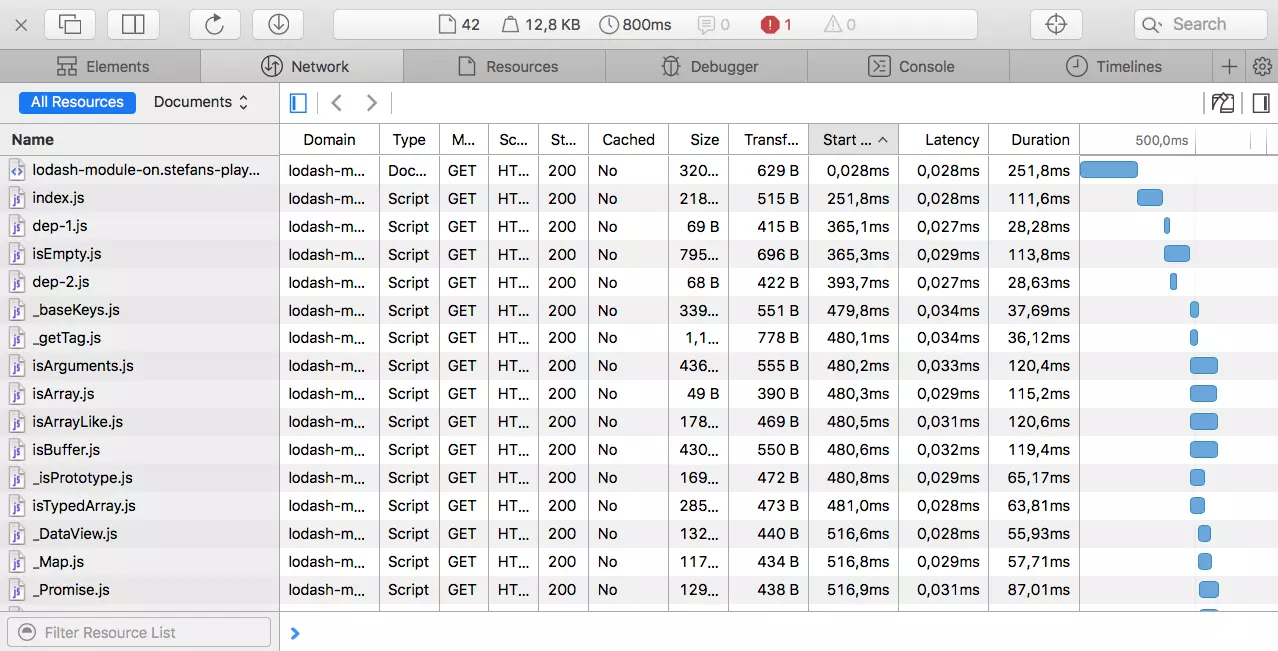 42 12,8 KB 800ms 0 1 0 Search
Elements Network Resources Debugger Console Timelines
All Resources Documents
Name Domain Type M... Sc... St... Cached Size Transf... Start ... Latency Duration 500,0ms
lodash-module-on.stefans-play... lodash-m... Doc... GET HT... 200 No 320... 629 B 0,028ms 0,028ms 251,8ms
index.js lodash-m... Script GET HT... 200 No 218... 515 B 251,8ms 0,028ms 111,6ms
dep-1.js lodash-m... Script GET HT... 200 No 69 B 415 B 365,1ms 0,027ms 28,28ms
isEmpty.js lodash-m... Script GET HT... 200 No 795... 696 B 365,3ms 0,029ms 113,8ms
dep-2.js lodash-m... Script GET HT... 200 No 68 B 422 B 393,7ms 0,027ms 28,63ms
_baseKeys.js lodash-m... Script GET HT... 200 No 339... 551 B 479,8ms 0,034ms 37,69ms
_getTag.js lodash-m... Script GET HT... 200 No 1,1... 778 B 480,1ms 0,034ms 36,12ms
isArguments.js lodash-m... Script GET HT... 200 No 436... 555 B 480,2ms 0,033ms 120,4ms
isArray.js lodash-m... Script GET HT... 200 No 49 B 390 B 480,3ms 0,029ms 115,2ms
isArrayLike.js lodash-m... Script GET HT... 200 No 178... 469 B 480,5ms 0,031ms 120,6ms
isBuffer.js lodash-m... Script GET HT... 200 No 430... 550 B 480,6ms 0,032ms 119,4ms
_isPrototype.js lodash-m... Script GET HT... 200 No 169... 472 B 480,8ms 0,029ms 65,17ms
isTypedArray.js lodash-m... Script GET HT... 200 No 285... 473 B 481,0ms 0,028ms 63,81ms
_DataView.js lodash-m... Script GET HT... 200 No 132... 440 B 516,6ms 0,028ms 55,93ms
_Map.js lodash-m... Script GET HT... 200 No 117... 434 B 516,8ms 0,029ms 57,71ms
_Promise.js lodash-m... Script GET HT... 200 No 129... 438 B 516,9ms 0,031ms 87,01ms
Filter Resource List